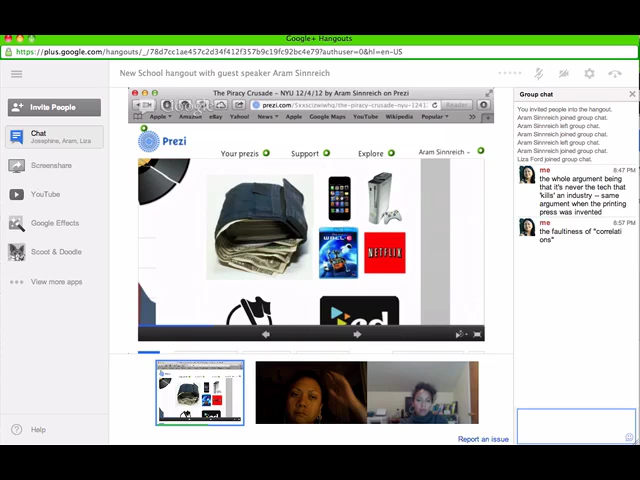 Google+ Hangouts
https://plus.google.com/hangouts/_/78d7cc1ae457c2d34f412f357b9c19fc92bc4e79?authuser=0&hl=en-US
New School hangout with guest speaker Aram Sinnreich
Invite People
Chat
Josephina, Aram, Liza
Screenshare
YouTube
Google Effects
Scoot & Doodle
View more apps
Help
The Piracy Crusade – NYU 12/4/12 by Aram Sinnreich on Prezi
Reader
Apple
Amazon
eBay
Yahoo!
News
Apple
Google Maps
YouTube
Wikipedia
Popular
Prezi
Your prezis
Support
Explore
Aram Sinnreich
WALL-E
NETFLIX
Report an issue
Group chat
You invited people into the hangout.
Aram Sinnreich joined group chat.
Aram Sinnreich left group chat.
Aram Sinnreich joined group chat.
Aram Sinnreich left group chat.
Aram Sinnreich joined group chat.
Liza Ford joined group chat.
me 8:47 PM
the whole argument being
that it's never the tech that
'kills' an industry -- same
argument when the printing
press was invented
me 8:57 PM
the faultiness of "correlati
ons"